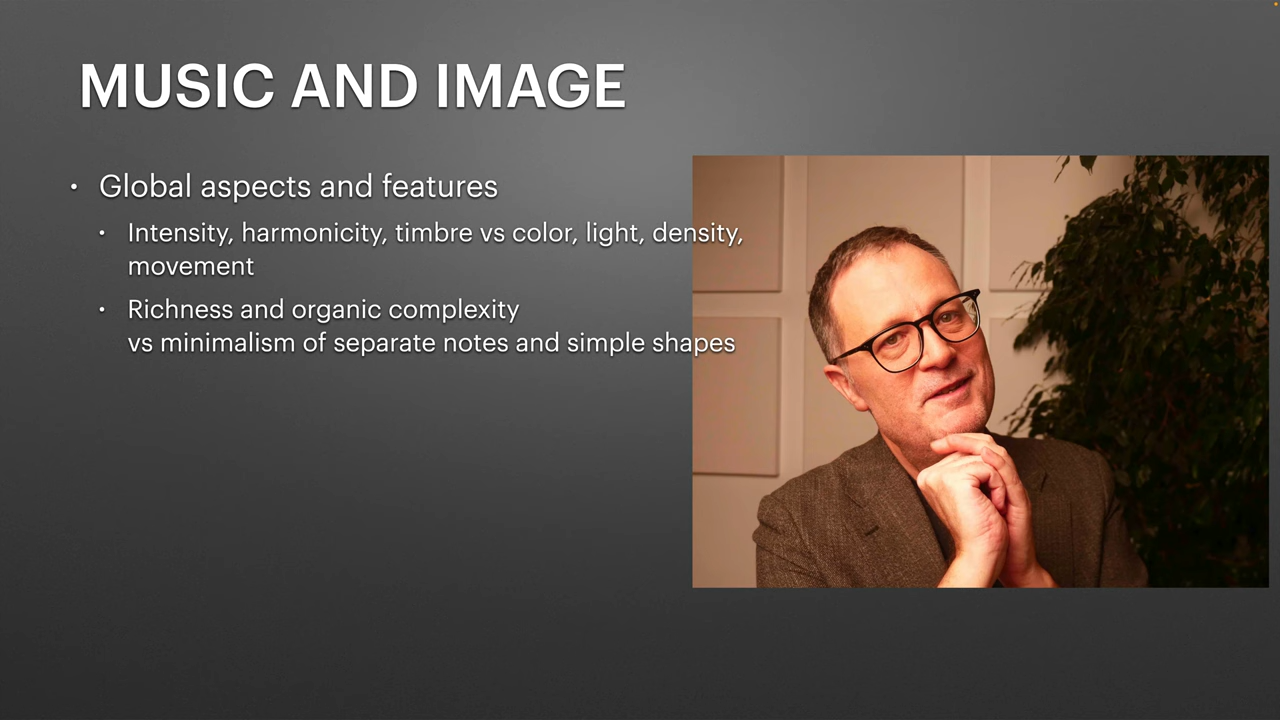 MUSIC AND IMAGE
• Global aspects and features
• Intensity, harmonicity, timbre vs color, light, density,
movement
• Richness and organic complexity
vs minimalism of separate notes and simple shapes